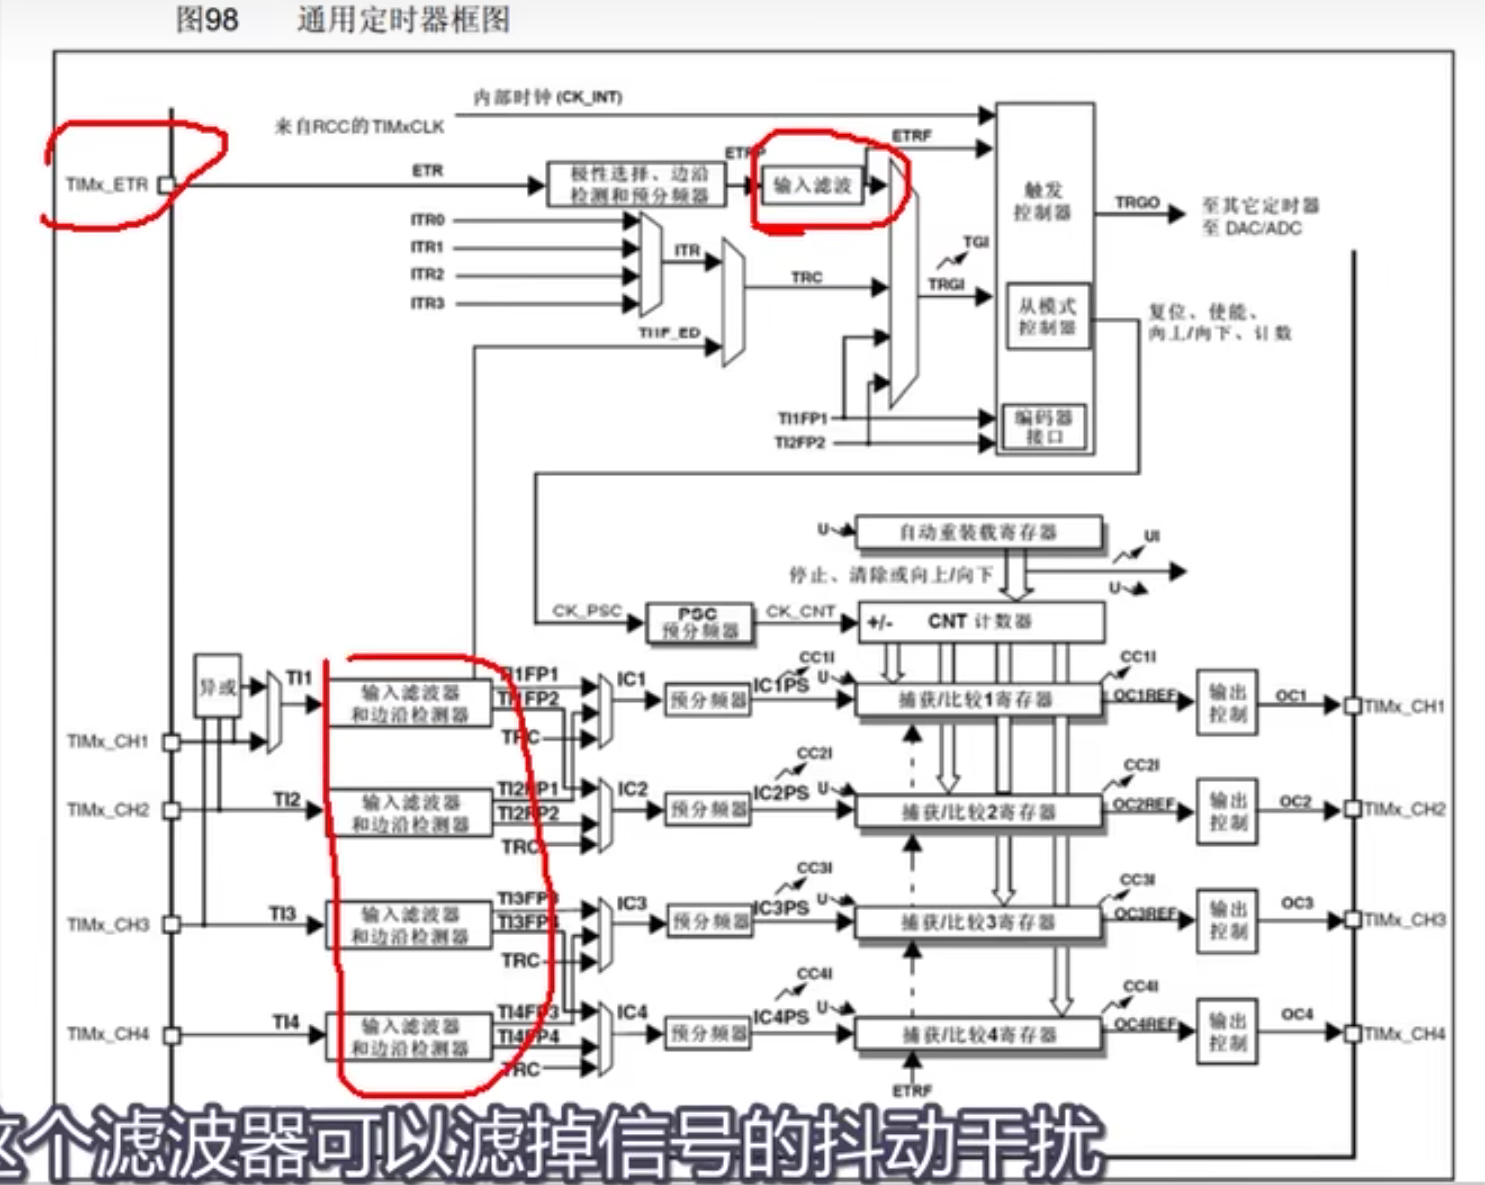 图98 通用定时器框图
内部时钟 (CK_INT)
来自RCC的TIMxCLK
ETRF
TIMx_ETR
ETR
极性选择、边沿
检测和预分频器
输入滤波
触发
控制器
TRGO
至其它定时器
至 DAC/ADC
ITR0
ITR1
ITR2
ITR3
ITR
TRC
TGI
TRGI
TI1F_ED
从模式
控制器
复位、使能、
向上/向下、计数
TI1FP1
TI2FP2
编码器
接口
U
自动重装载寄存器
UI
停止、清除或向上/向下
U
CK_PSC
PSC
预分频器
CK_CNT
+/-
CNT 计数器
异或
TI1
输入滤波器
和边沿检测器
TI1FP1
TI1FP2
TRC
IC1
预分频器
IC1PS
CC1I
U
捕获/比较1寄存器
CC1I
OC1REF
输出
控制
OC1
TIMx_CH1
TIMx_CH1
TIMx_CH2
TI2
输入滤波器
和边沿检测器
TI2FP1
TI2FP2
TRC
IC2
预分频器
IC2PS
CC2I
U
捕获/比较2寄存器
CC2I
OC2REF
输出
控制
OC2
TIMx_CH2
TIMx_CH3
TI3
输入滤波器
和边沿检测器
TI3FP3
TI3FP4
TRC
IC3
预分频器
IC3PS
CC3I
U
捕获/比较3寄存器
CC3I
OC3REF
输出
控制
OC3
TIMx_CH3
TIMx_CH4
TI4
输入滤波器
和边沿检测器
TI4FP3
TI4FP4
TRC
IC4
预分频器
IC4PS
CC4I
U
捕获/比较4寄存器
CC4I
OC4REF
输出
控制
OC4
TIMx_CH4
ETRF
这个滤波器可以滤掉信号的抖动干扰